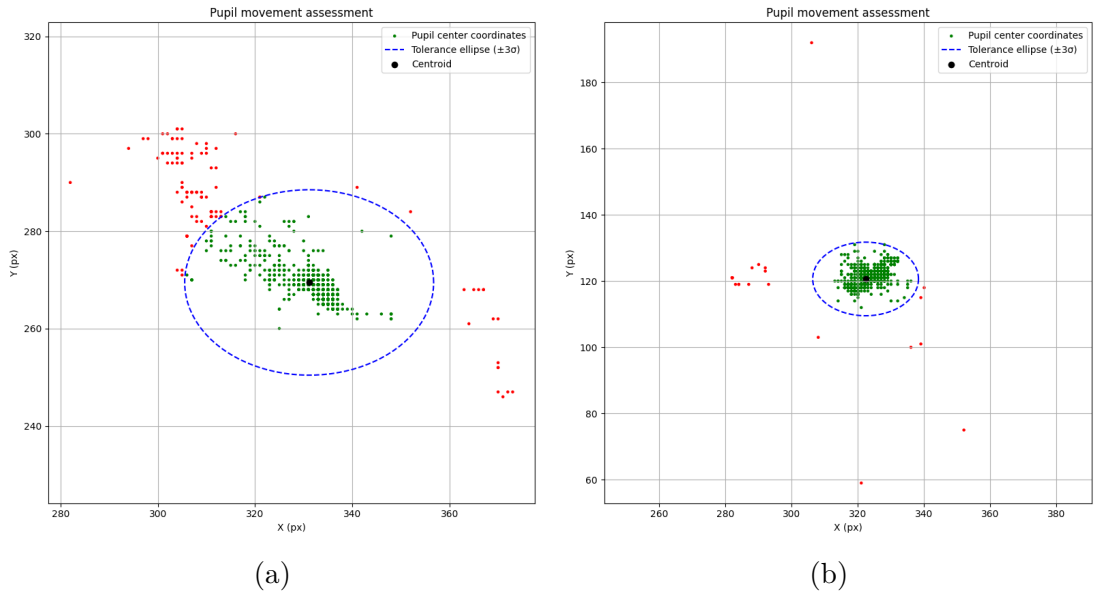 Pupil movement assessment
Pupil center coordinates
Tolerance ellipse (±3σ)
Centroid
320
300
280
260
240
280
300
320
340
360
Y (px)
X (px)
(a)
Pupil movement assessment
Pupil center coordinates
Tolerance ellipse (±3σ)
Centroid
180
160
140
120
100
80
60
260
280
300
320
340
360
380
Y (px)
X (px)
(b)